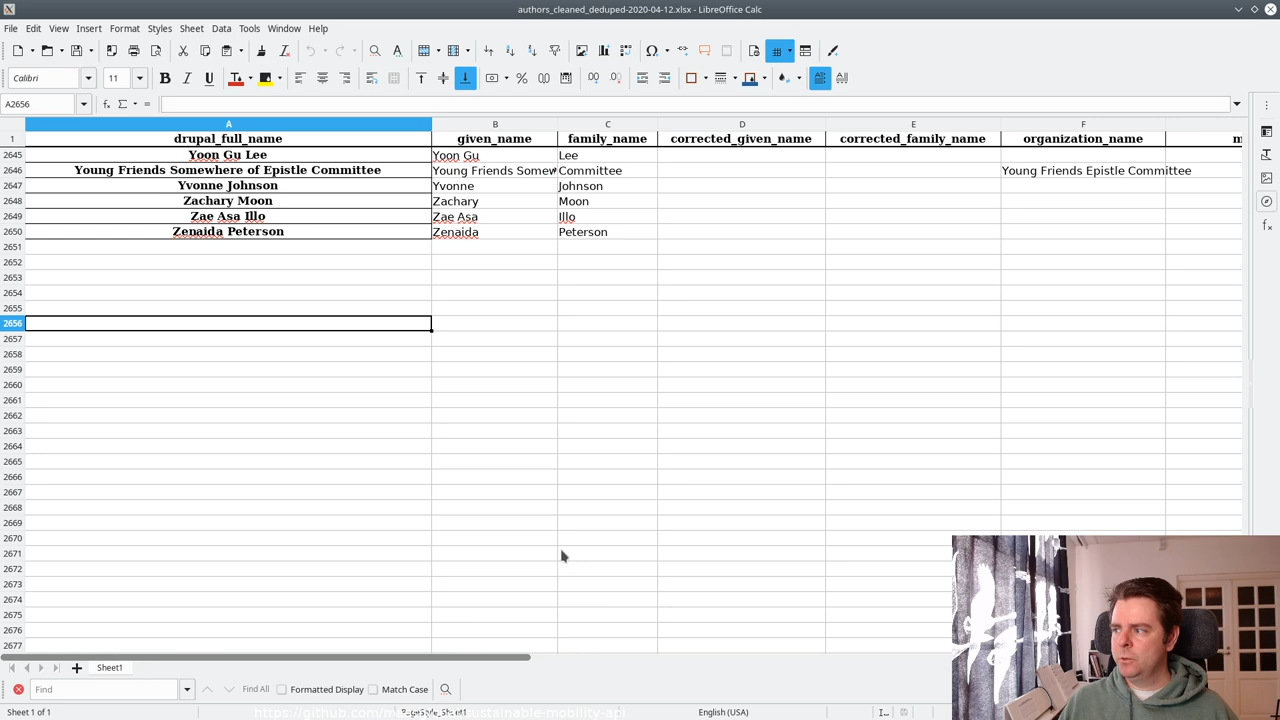 authors_cleaned_deduped-2020-04-12.xlsx - LibreOffice Calc
File Edit View Insert Format Styles Sheet Data Tools Window Help
Calibri 11
A2656
A B C D E F
1 drupal_full_name given_name family_name corrected_given_name corrected_family_name organization_name m
2645 Yoon Gu Lee Yoon Gu Lee
2646 Young Friends Somewhere of Epistle Committee Young Friends Somew Committee Young Friends Epistle Committee
2647 Yvonne Johnson Yvonne Johnson
2648 Zachary Moon Zachary Moon
2649 Zae Asa Illo Zae Asa Illo
2650 Zenaida Peterson Zenaida Peterson
2651
2652
2653
2654
2655
2656
2657
2658
2659
2660
2661
2662
2663
2664
2665
2666
2667
2668
2669
2670
2671
2672
2673
2674
2675
2676
2677
Sheet1
Find Find All Formatted Display Match Case
Sheet 1 of 1 PageStyle_Sheet1 English (USA)